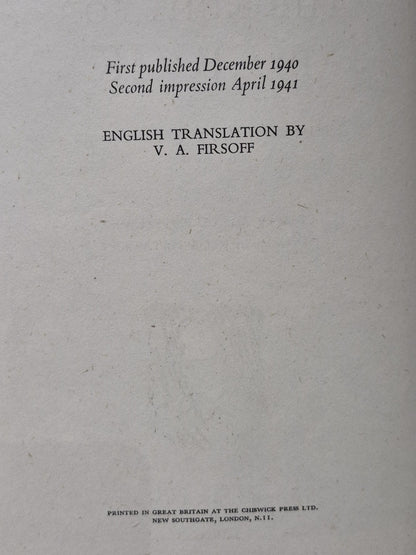 First published December 1940
Second impression April 1941
ENGLISH TRANSLATION BY
V. A. FIRSOFF
PRINTED IN GREAT BRITAIN AT THE CHISWICK PRESS LTD.
NEW SOUTHGATE, LONDON, N.11.